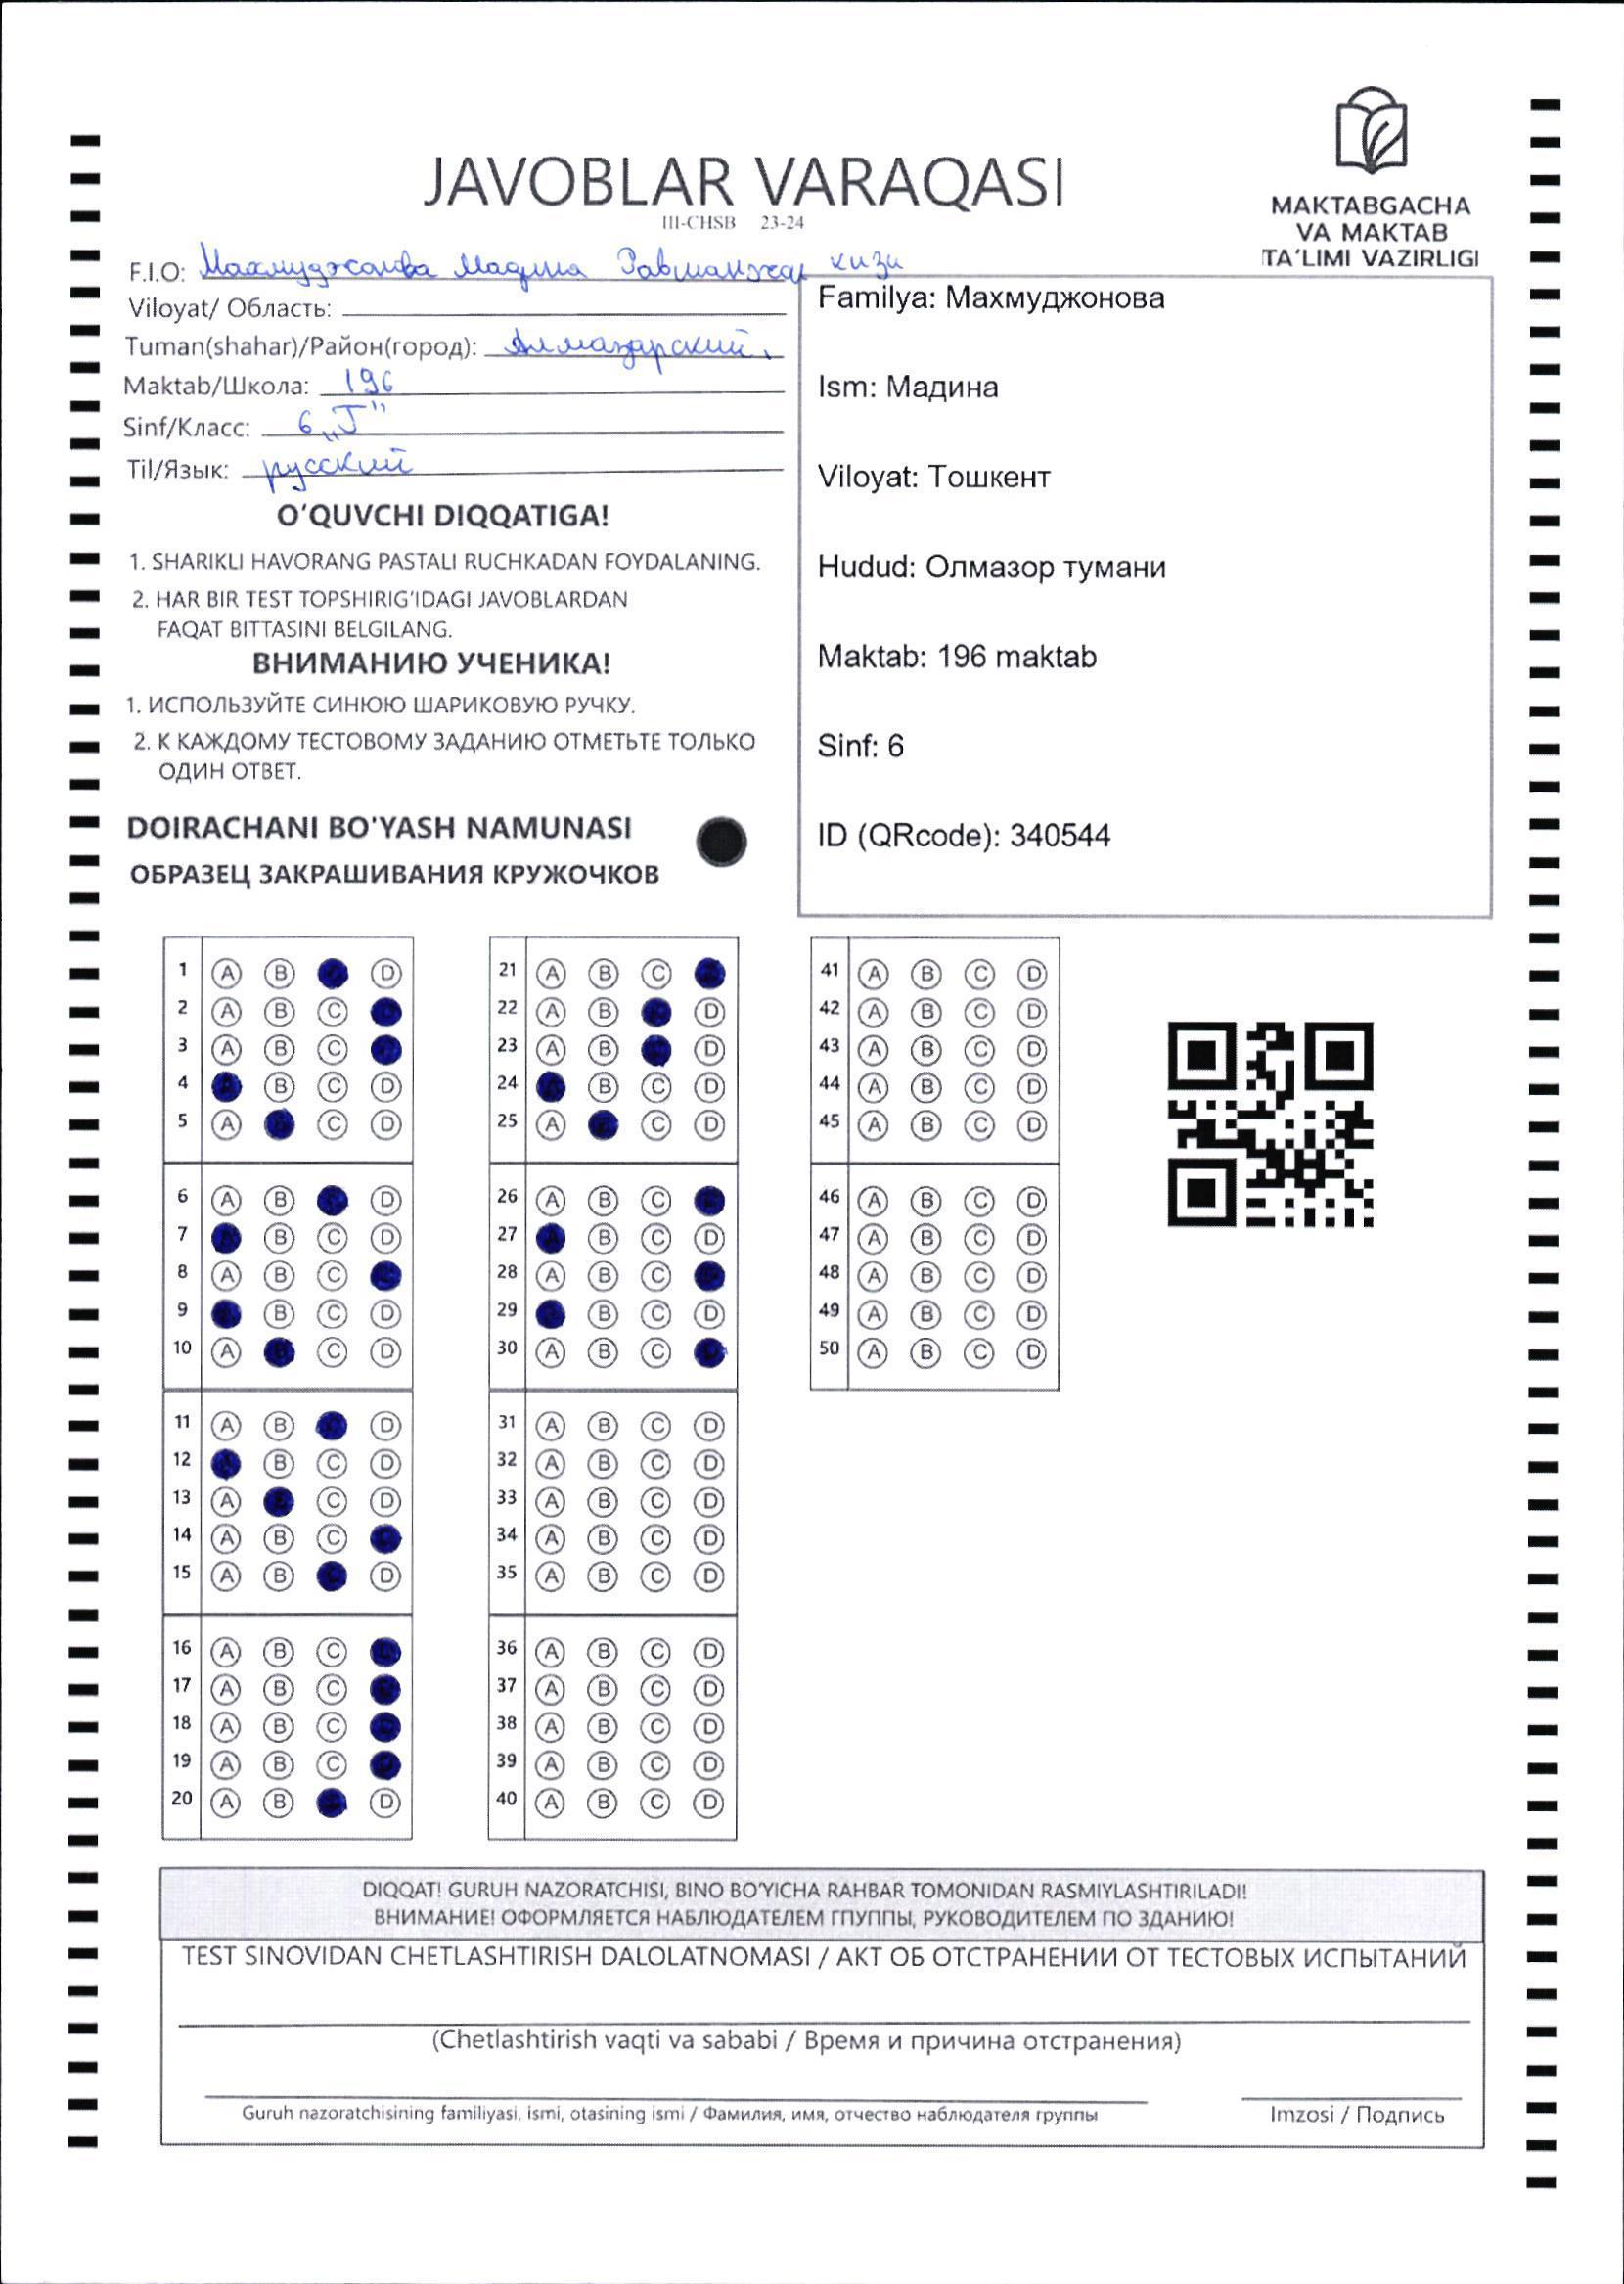 JAVOBLAR VARAQASI
III-CHSB 23-24
MAKTABGACHA
VA MAKTAB
TA'LIMI VAZIRLIGI
F.I.O: Махмуджонова Мадина Равшанжан кизи
Viloyat/ Область:
Tuman(shahar)/Район(город): Алмазарский.
Maktab/Школа: 196
Sinf/Класс: 6 „Г"
Til/Язык: русский
O'QUVCHI DIQQATIGA!
1. SHARIKLI HAVORANG PASTALI RUCHKADAN FOYDALANING.
2. HAR BIR TEST TOPSHIRIG'IDAGI JAVOBLARDAN
FAQAT BITTASINI BELGILANG.
ВНИМАНИЮ УЧЕНИКА!
1. ИСПОЛЬЗУЙТЕ СИНЮЮ ШАРИКОВУЮ РУЧКУ.
2. К КАЖДОМУ ТЕСТОВОМУ ЗАДАНИЮ ОТМЕТЬТЕ ТОЛЬКО
ОДИН ОТВЕТ.
DOIRACHANI BO'YASH NAMUNASI
ОБРАЗЕЦ ЗАКРАШИВАНИЯ КРУЖОЧКОВ
Familya: Махмуджонова
Ism: Мадина
Viloyat: Тошкент
Hudud: Олмазор тумани
Maktab: 196 maktab
Sinf: 6
ID (QRcode): 340544
1 A B D
2 A B C
3 A B C
4 B C D
5 A C D
6 A B D
7 B C D
8 A B C
9 B C D
10 A C D
11 A B D
12 B C D
13 A C D
14 A B C
15 A B D
16 A B C
17 A B C
18 A B C
19 A B C
20 A B D
21 A B C
22 A B D
23 A B D
24 B C D
25 A C D
26 A B C
27 B C D
28 A B C
29 B C D
30 A B C
31 A B C D
32 A B C D
33 A B C D
34 A B C D
35 A B C D
36 A B C D
37 A B C D
38 A B C D
39 A B C D
40 A B C D
41 A B C D
42 A B C D
43 A B C D
44 A B C D
45 A B C D
46 A B C D
47 A B C D
48 A B C D
49 A B C D
50 A B C D
DIQQAT! GURUH NAZORATCHISI, BINO BO'YICHA RAHBAR TOMONIDAN RASMIYLASHTIRILADI!
ВНИМАНИЕ! ОФОРМЛЯЕТСЯ НАБЛЮДАТЕЛЕМ ГПУППЫ, РУКОВОДИТЕЛЕМ ПО ЗДАНИЮ!
TEST SINOVIDAN CHETLASHTIRISH DALOLATNOMASI / АКТ ОБ ОТСТРАНЕНИИ ОТ ТЕСТОВЫХ ИСПЫТАНИЙ
(Chetlashtirish vaqti va sababi / Время и причина отстранения)
Guruh nazoratchisining familiyasi, ismi, otasining ismi / Фамилия, имя, отчество наблюдателя группы
Imzosi / Подпись